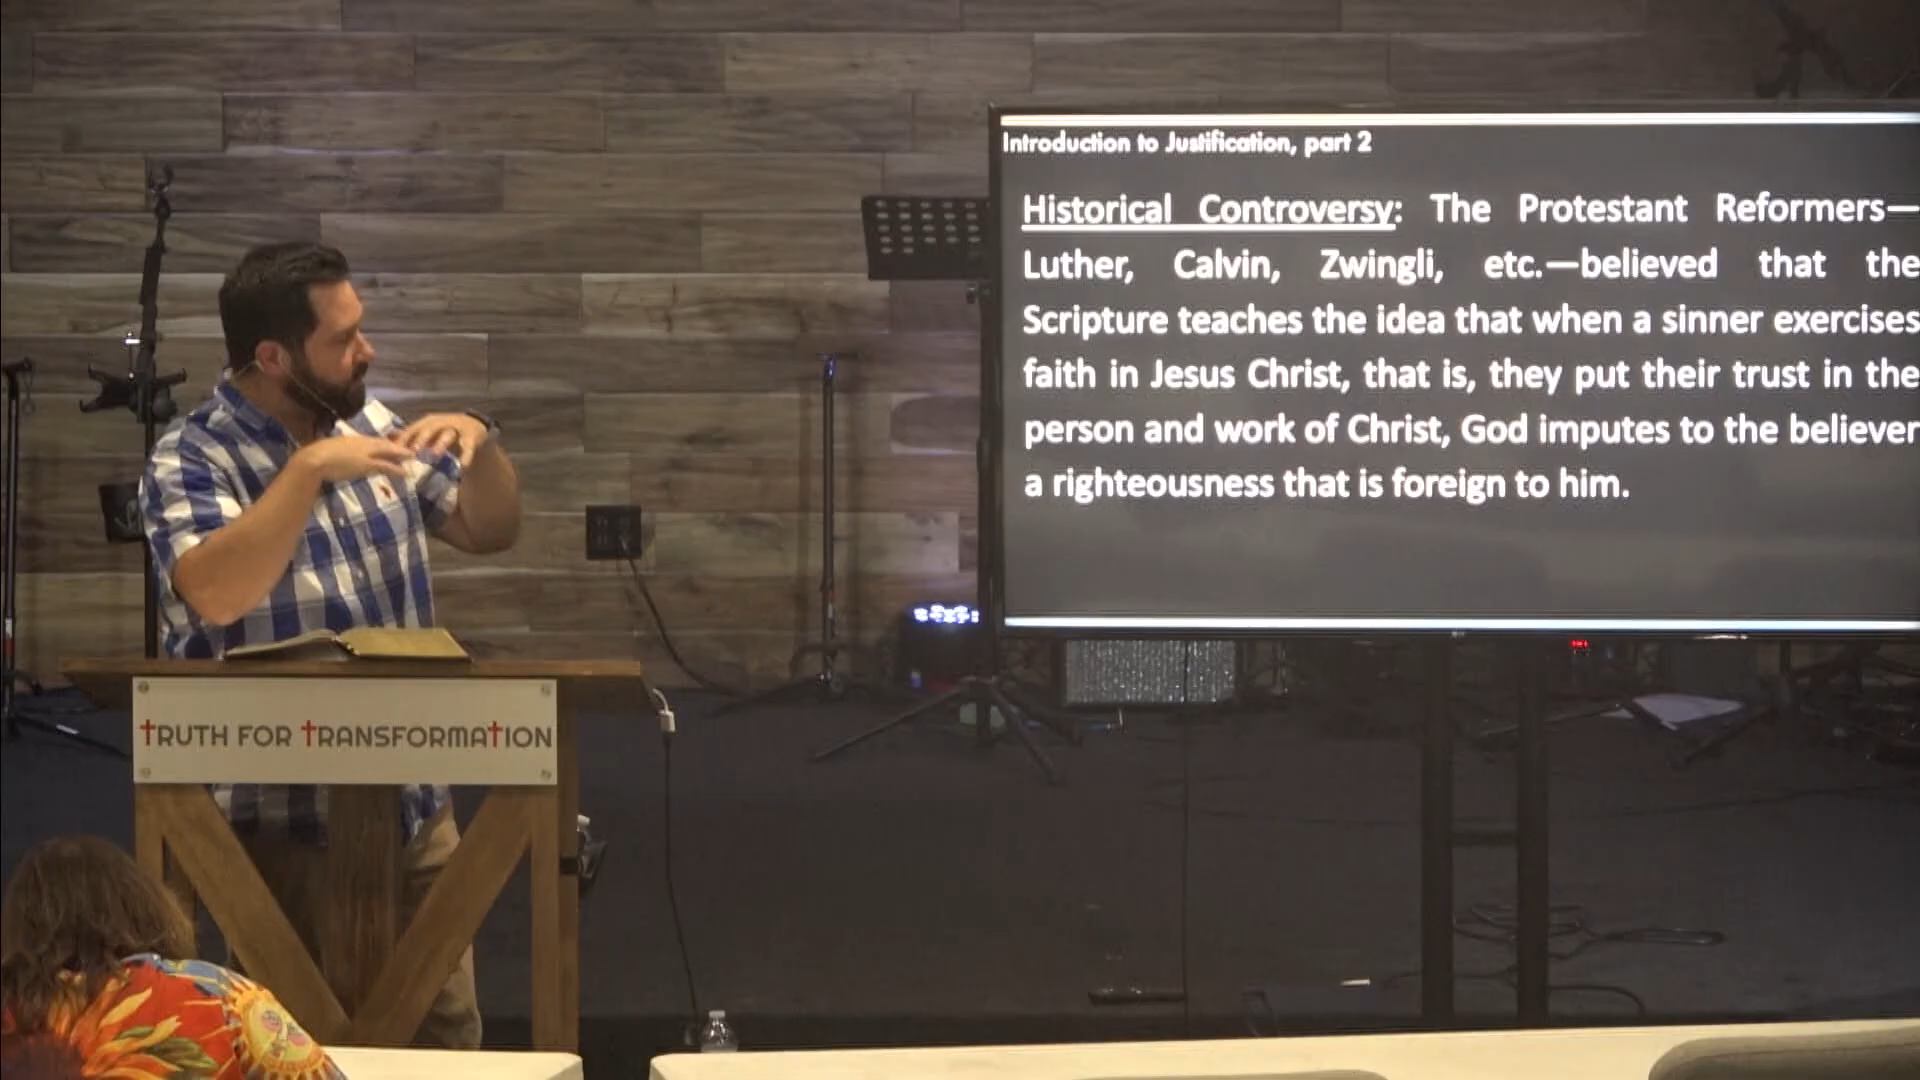 Introduction to Justification, part 2
Historical Controversy: The Protestant Reformers—
Luther, Calvin, Zwingli, etc.—believed that the
Scripture teaches the idea that when a sinner exercises
faith in Jesus Christ, that is, they put their trust in the
person and work of Christ, God imputes to the believer
a righteousness that is foreign to him.
TRUTH FOR TRANSFORMATION